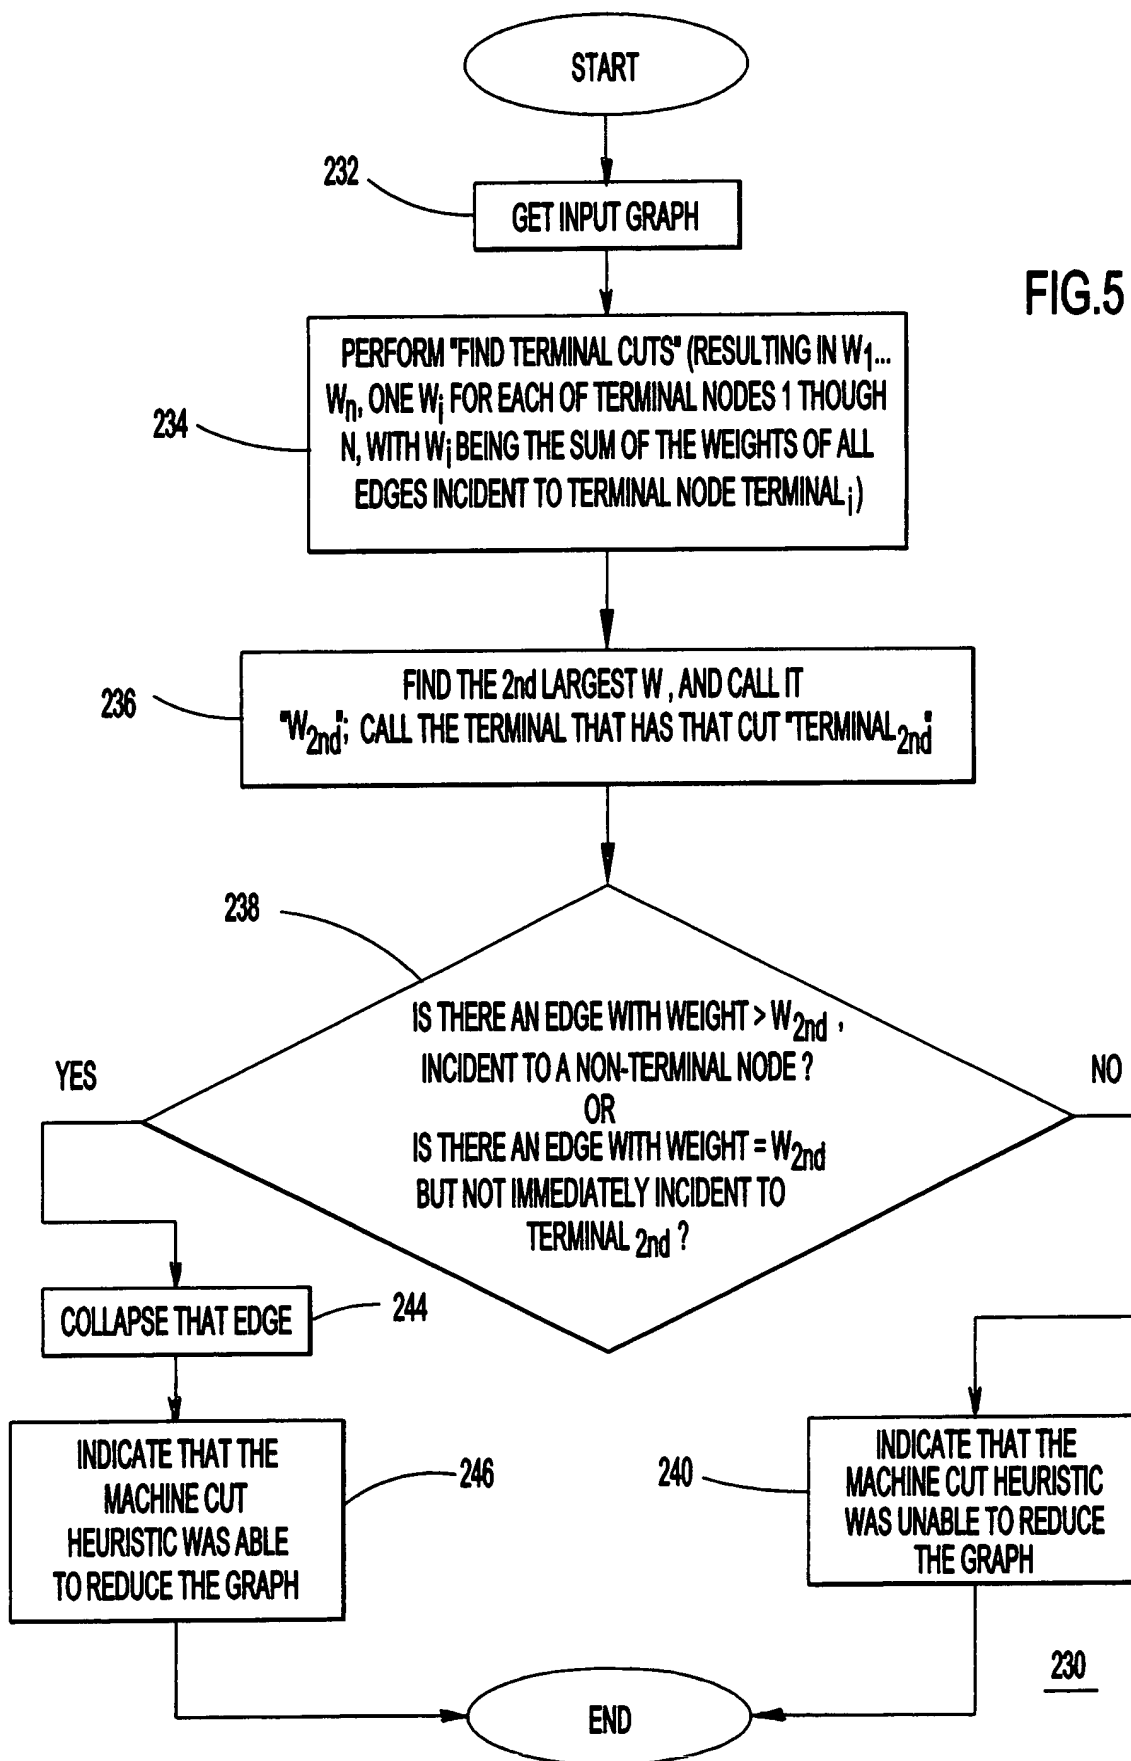 START
232
GET INPUT GRAPH
FIG.5
PERFORM "FIND TERMINAL CUTS" (RESULTING IN W1...
Wn, ONE Wi FOR EACH OF TERMINAL NODES 1 THOUGH
N, WITH Wi BEING THE SUM OF THE WEIGHTS OF ALL
EDGES INCIDENT TO TERMINAL NODE TERMINALi)
234
FIND THE 2nd LARGEST W , AND CALL IT
"W2nd"; CALL THE TERMINAL THAT HAS THAT CUT "TERMINAL2nd"
236
238
IS THERE AN EDGE WITH WEIGHT > W2nd ,
INCIDENT TO A NON-TERMINAL NODE ?
OR
IS THERE AN EDGE WITH WEIGHT = W2nd
BUT NOT IMMEDIATELY INCIDENT TO
TERMINAL 2nd ?
YES
NO
COLLAPSE THAT EDGE
244
INDICATE THAT THE
MACHINE CUT
HEURISTIC WAS ABLE
TO REDUCE THE GRAPH
246
240
INDICATE THAT THE
MACHINE CUT HEURISTIC
WAS UNABLE TO REDUCE
THE GRAPH
230
END